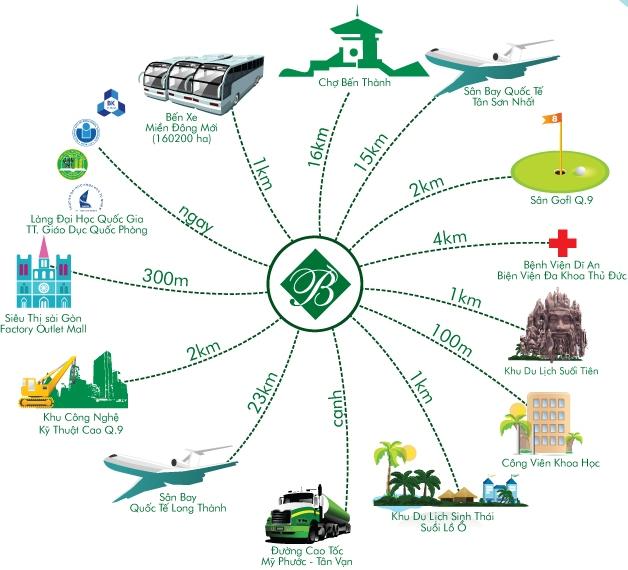 Chợ Bến Thành
16km
Sân Bay Quốc Tế
Tân Sơn Nhất
15km
8
Sân Gofl Q.9
2km
Bệnh Viện Dĩ An
Biện Viện Đa Khoa Thủ Đức
4km
Khu Du Lịch Suối Tiên
1km
Công Viên Khoa Học
100m
Khu Du Lịch Sinh Thái
Suối Lồ Ồ
1km
Đường Cao Tốc
Mỹ Phước - Tân Vạn
cạnh
Sân Bay
Quốc Tế Long Thành
23km
Khu Công Nghệ
Kỹ Thuật Cao Q.9
2km
Siêu Thị sài Gòn
Factory Outlet Mall
300m
BK
Làng Đại Học Quốc Gia
TT. Giáo Dục Quốc Phòng
ngay
Bến Xe
Miền Đông Mới
(160200 ha)
1km
B